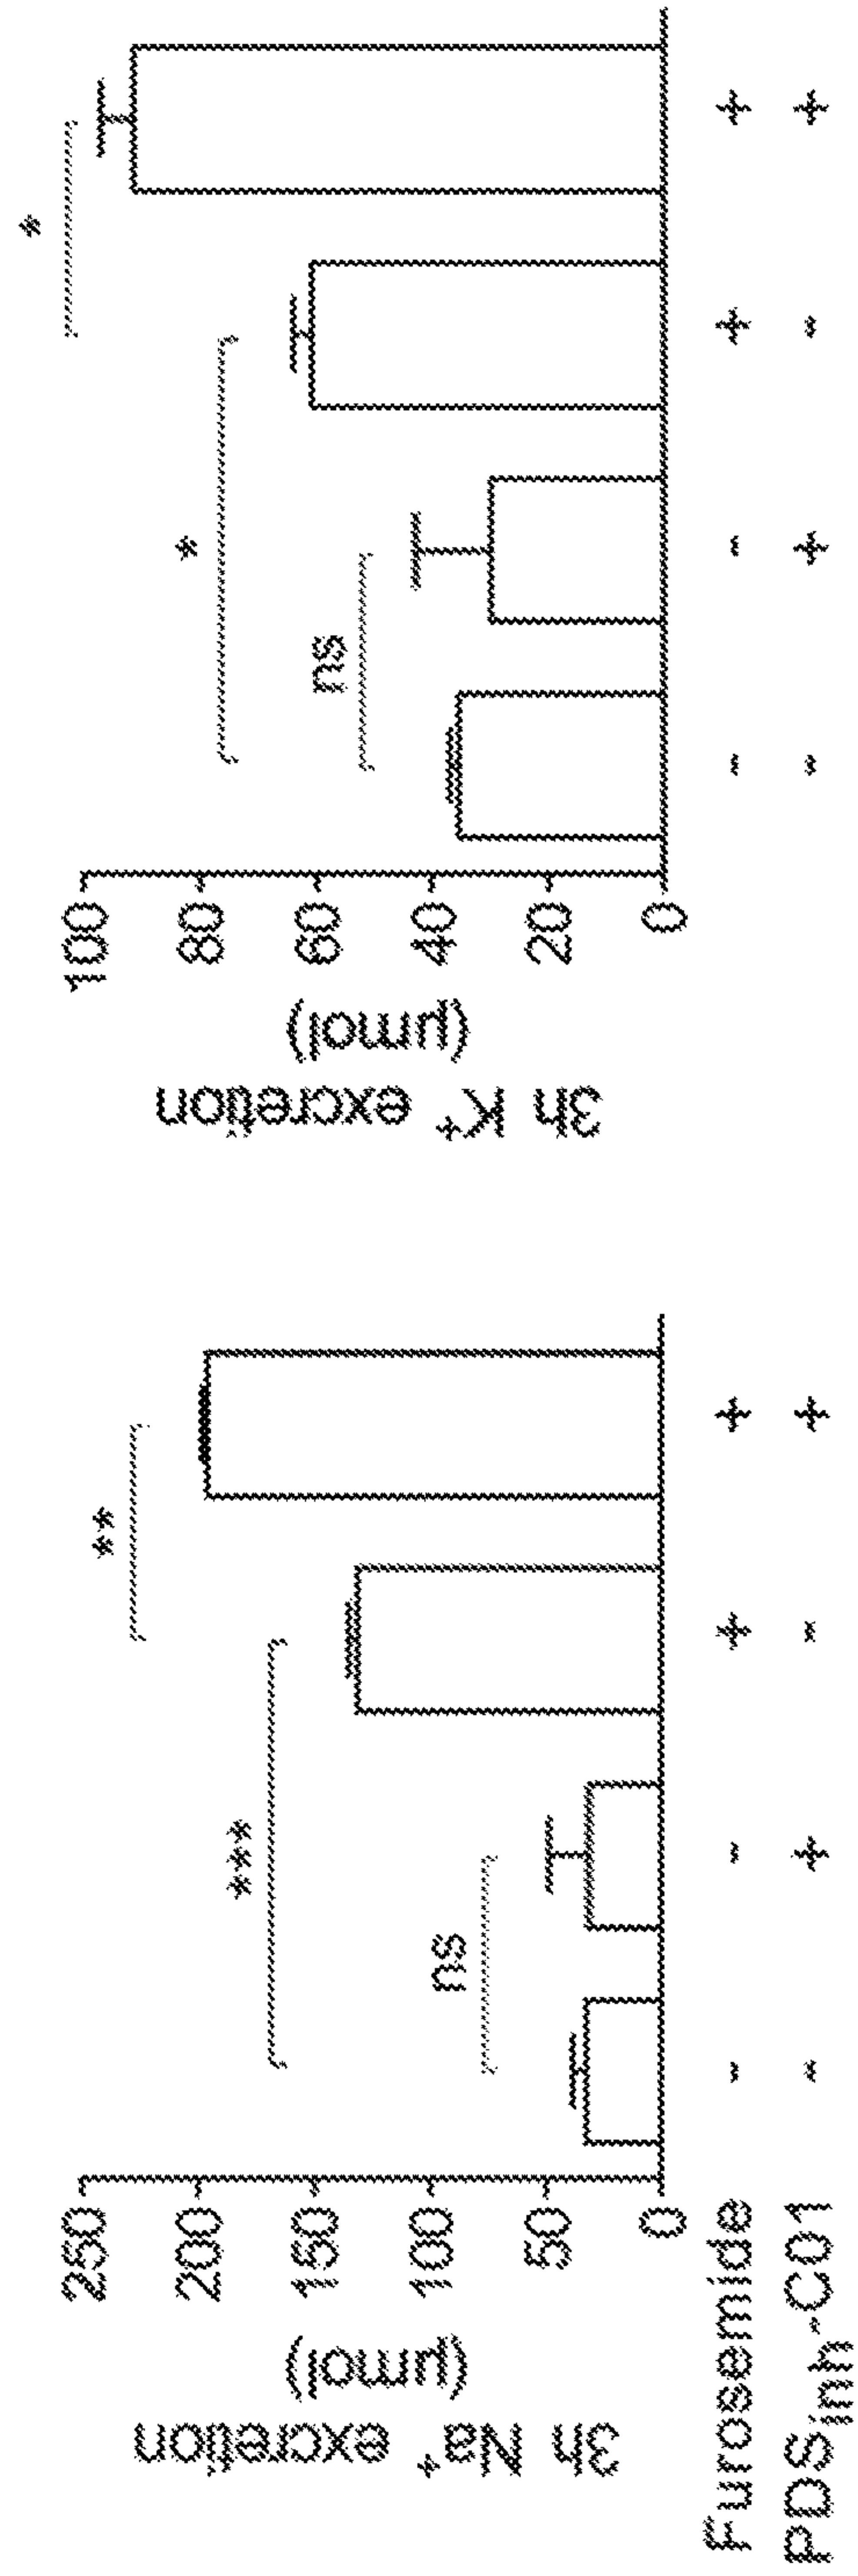 3h Na⁺ excretion
(µmol)
250
200
150
100
50
0
ns
***
**
Furosemide - - + +
PDSinh-C01 - + - +
3h K⁺ excretion
(µmol)
100
80
60
40
20
0
ns
*
*
- - + +
- + - +